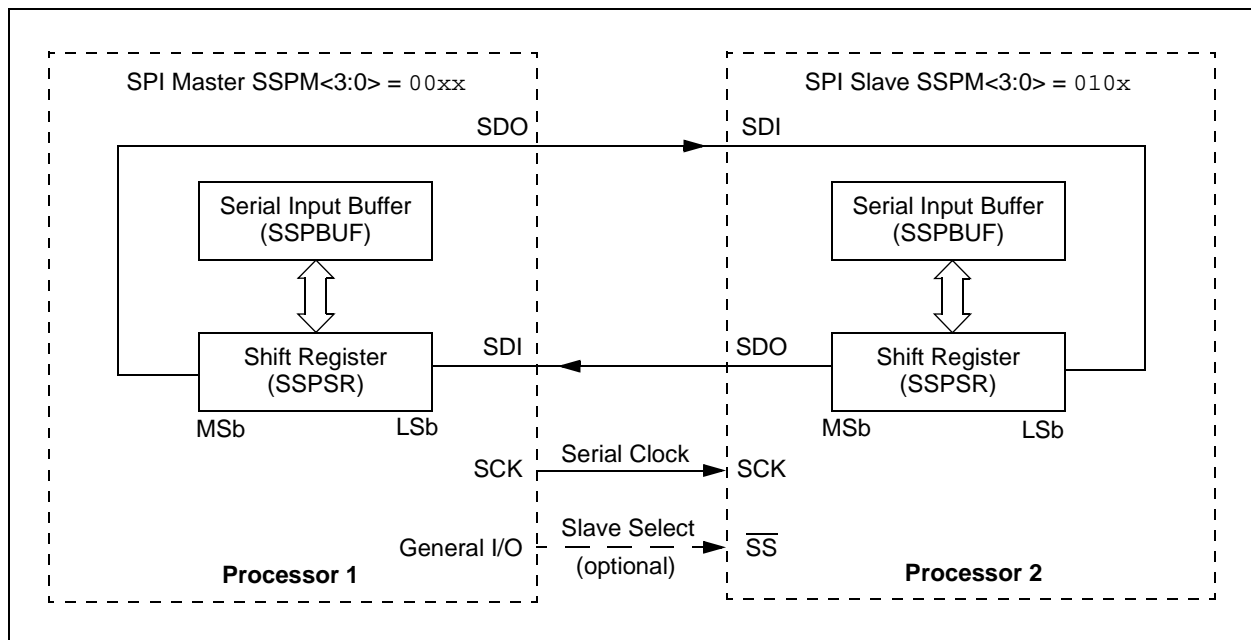 SPI Master SSPM<3:0> = 00xx
SDO
Serial Input Buffer
(SSPBUF)
Shift Register
(SSPSR)
MSb
LSb
SDI
SCK
General I/O
Processor 1
Serial Clock
Slave Select
(optional)
SPI Slave SSPM<3:0> = 010x
SDI
Serial Input Buffer
(SSPBUF)
SDO
Shift Register
(SSPSR)
MSb
LSb
SCK
S̅S̅
Processor 2